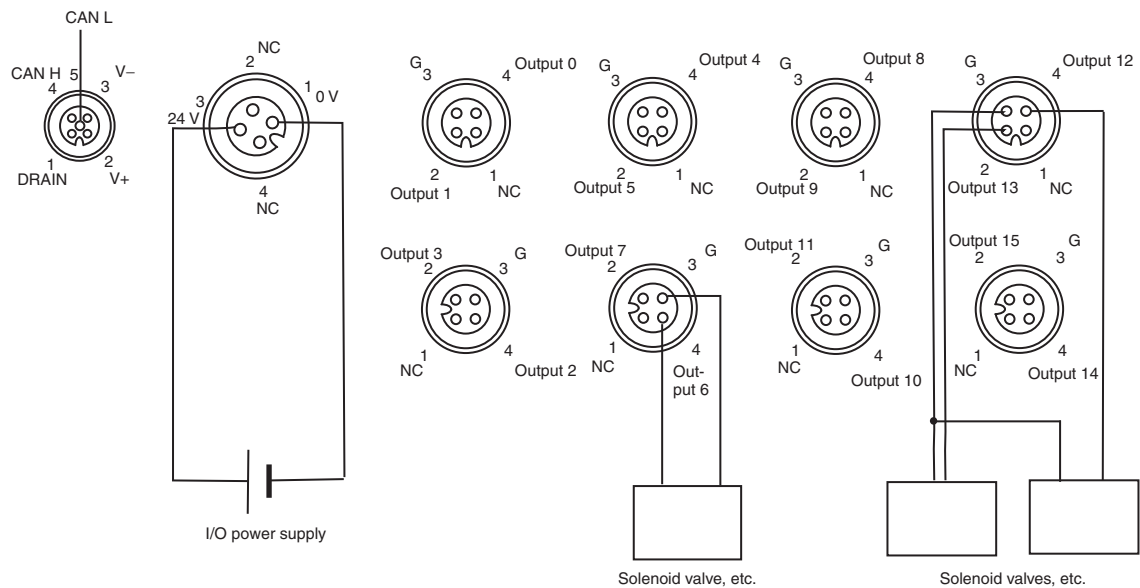 CAN L
CAN H 5 V–
4 3
1 2
DRAIN V+
NC
2
3 1
24 V 0 V
4
NC
G
3 4 Output 0
2 1
Output 1 NC
G
3 4 Output 4
2 1
Output 5 NC
G
3 4 Output 8
2 1
Output 9 NC
G
3 4 Output 12
2 1
Output 13 NC
Output 3 G
2 3
1 4
NC Output 2
Output 7 G
2 3
1 4
NC Out-
put 6
Output 11 G
2 3
1 4
NC Output 10
Output 15 G
2 3
1 4
NC Output 14
I/O power supply
Solenoid valve, etc.
Solenoid valves, etc.